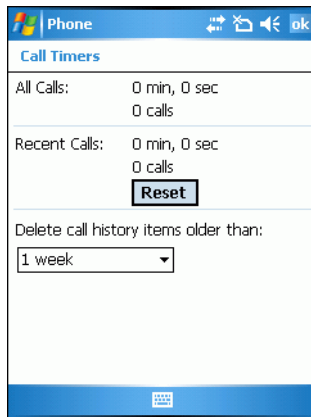 Phone
ok
Call Timers
All Calls: 0 min, 0 sec
0 calls
Recent Calls: 0 min, 0 sec
0 calls
Reset
Delete call history items older than:
1 week